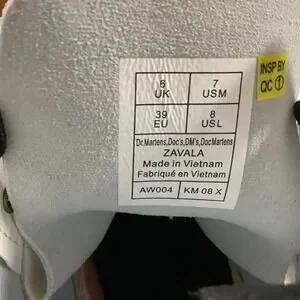 6 UK 7 USM
39 EU 8 USL
Dr.Martens,Doc's,DM's,DocMartens
ZAVALA
Made in Vietnam
Fabriqué en Vietnam
AW004 KM 08 X
INSP BY
QC 1